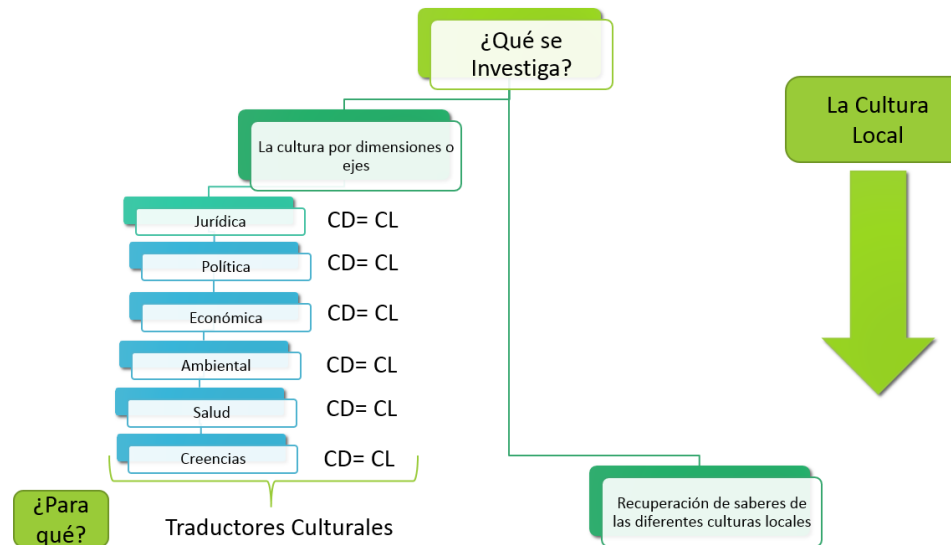 ¿Qué se
Investiga?
La Cultura
Local
La cultura por dimensiones o
ejes
Jurídica
CD= CL
Política
CD= CL
Económica
CD= CL
Ambiental
CD= CL
Salud
CD= CL
Creencias
CD= CL
¿Para
qué?
Traductores Culturales
Recuperación de saberes de
las diferentes culturas locales